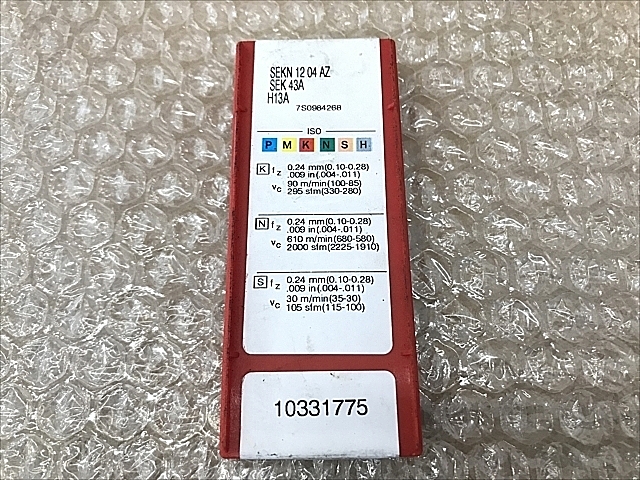 SEKN 12 04 AZ
SEK 43A
H13A
7S0984268
ISO
P M K N S H
K fz 0.24 mm(0.10-0.28)
.009 in(.004-.011)
vc 90 m/min(100-85)
295 sfm(330-280)
N fz 0.24 mm(0.10-0.28)
.009 in(.004-.011)
vc 610 m/min(680-580)
2000 sfm(2225-1910)
S fz 0.24 mm(0.10-0.28)
.009 in(.004-.011)
vc 30 m/min(35-30)
105 sfm(115-100)
10331775